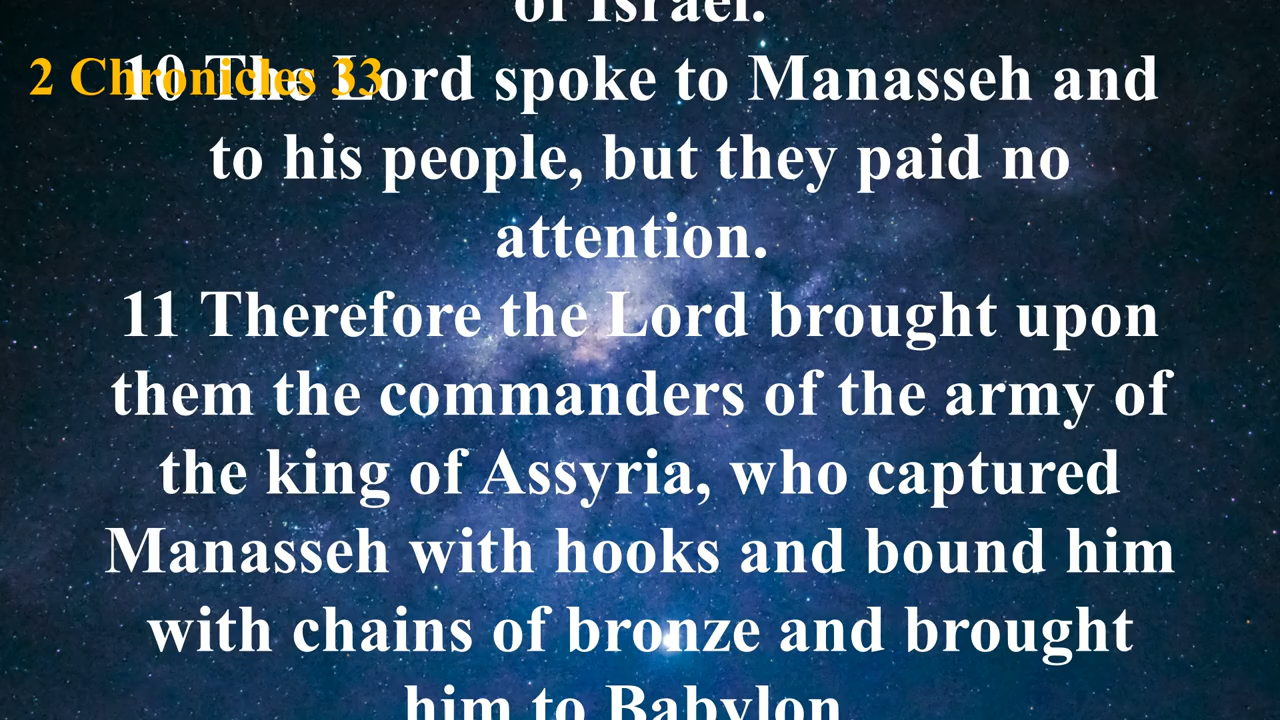 of Israel.
2 Chronicles 33
10 The Lord spoke to Manasseh and
to his people, but they paid no
attention.
11 Therefore the Lord brought upon
them the commanders of the army of
the king of Assyria, who captured
Manasseh with hooks and bound him
with chains of bronze and brought
him to Babylon.